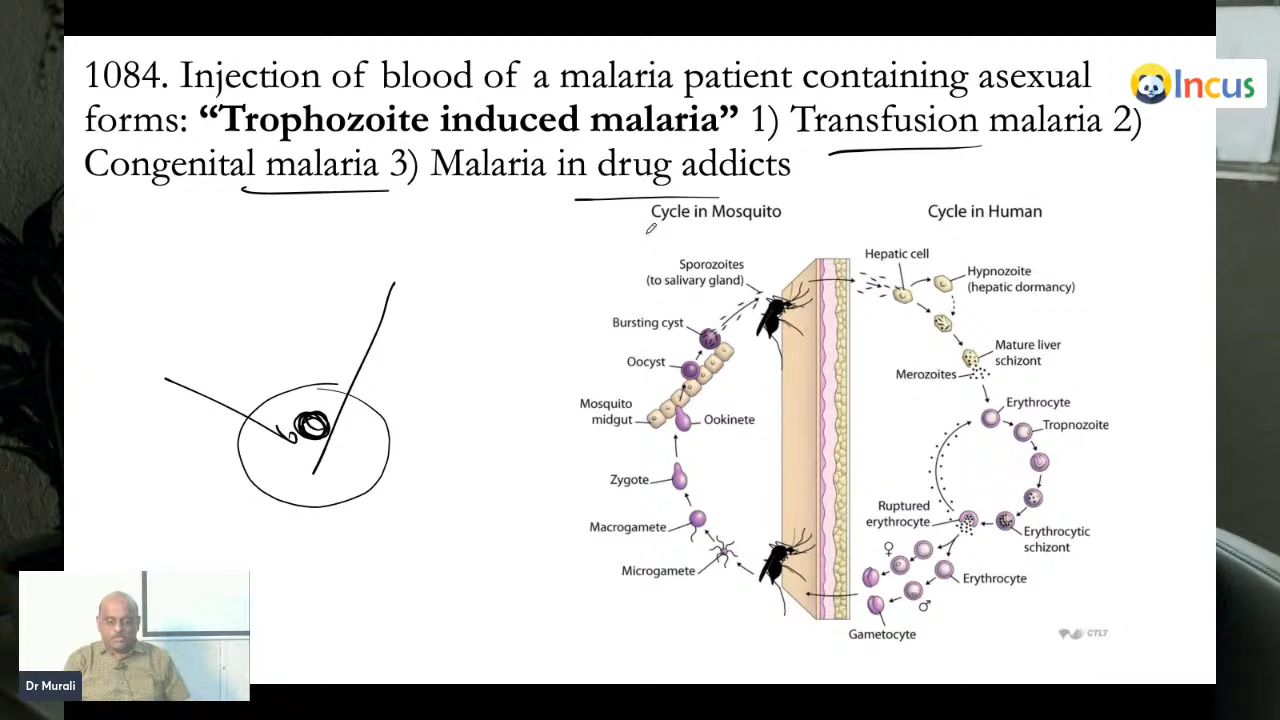 1084. Injection of blood of a malaria patient containing asexual
forms: “Trophozoite induced malaria” 1) Transfusion malaria 2)
Congenital malaria 3) Malaria in drug addicts
Incus
Cycle in Mosquito
Cycle in Human
Sporozoites
(to salivary gland)
Bursting cyst
Oocyst
Mosquito
midgut
Ookinete
Zygote
Macrogamete
Microgamete
Hepatic cell
Hypnozoite
(hepatic dormancy)
Mature liver
schizont
Merozoites
Erythrocyte
Tropnozoite
Ruptured
erythrocyte
Erythrocytic
schizont
♀
Erythrocyte
♂
Gametocyte
CTLT
Dr Murali